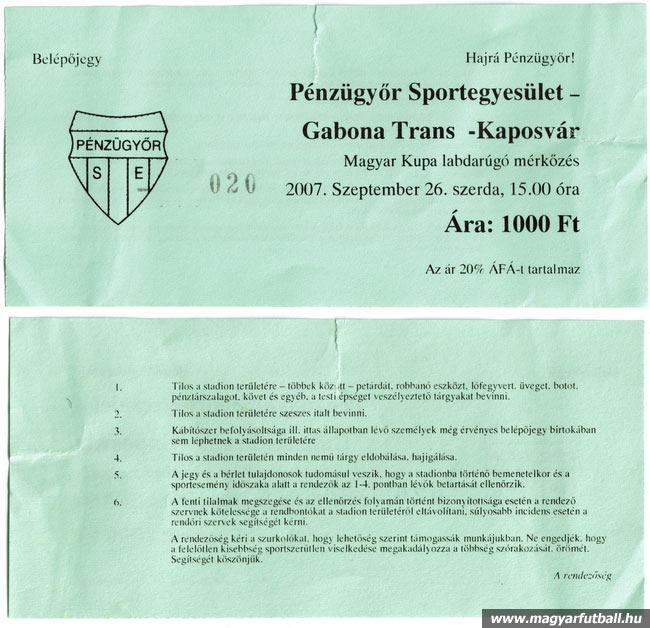 Belépőjegy
Hajrá Pénzügyőr!
Pénzügyőr Sportegyesület –
Gabona Trans -Kaposvár
Magyar Kupa labdarúgó mérkőzés
2007. Szeptember 26. szerda, 15.00 óra
Ára: 1000 Ft
Az ár 20% ÁFÁ-t tartalmaz
PÉNZÜGYŐR
S E
020
1. Tilos a stadion területére – többek között – petárdát, robbanó eszközt, lőfegyvert, üveget, botot,
pénztárszalagot, követ és egyéb, a testi épséget veszélyeztető tárgyakat bevinni.
2. Tilos a stadion területére szeszes italt bevinni.
3. Kábítószer befolyásoltsága ill. ittas állapotban lévő személyek még érvényes belépőjegy birtokában
sem léphetnek a stadion területére
4. Tilos a stadion területén minden nemű tárgy eldobálása, hajigálása.
5. A jegy és a bérlet tulajdonosok tudomásul veszik, hogy a stadionba történő bemenetelkor és a
sportesemény időszaka alatt a rendezők az 1-4. pontban lévők betartását ellenőrzik.
6. A fenti tilalmak megszegése és az ellenőrzés folyamán történt bizonyítottsága esetén a rendező
szervnek kötelessége a rendbontókat a stadion területéről eltávolítani, súlyosabb incidens esetén a
rendőri szervek segítségét kérni.
A rendezőség kéri a szurkolókat, hogy lehetőség szerint támogassák munkájukban. Ne engedjék, hogy
a felelőtlen kisebbség sportszerűtlen viselkedése megakadályozza a többség szórakozását, örömét.
Segítségét köszönjük.
A rendezőség
www.magyarfutball.hu